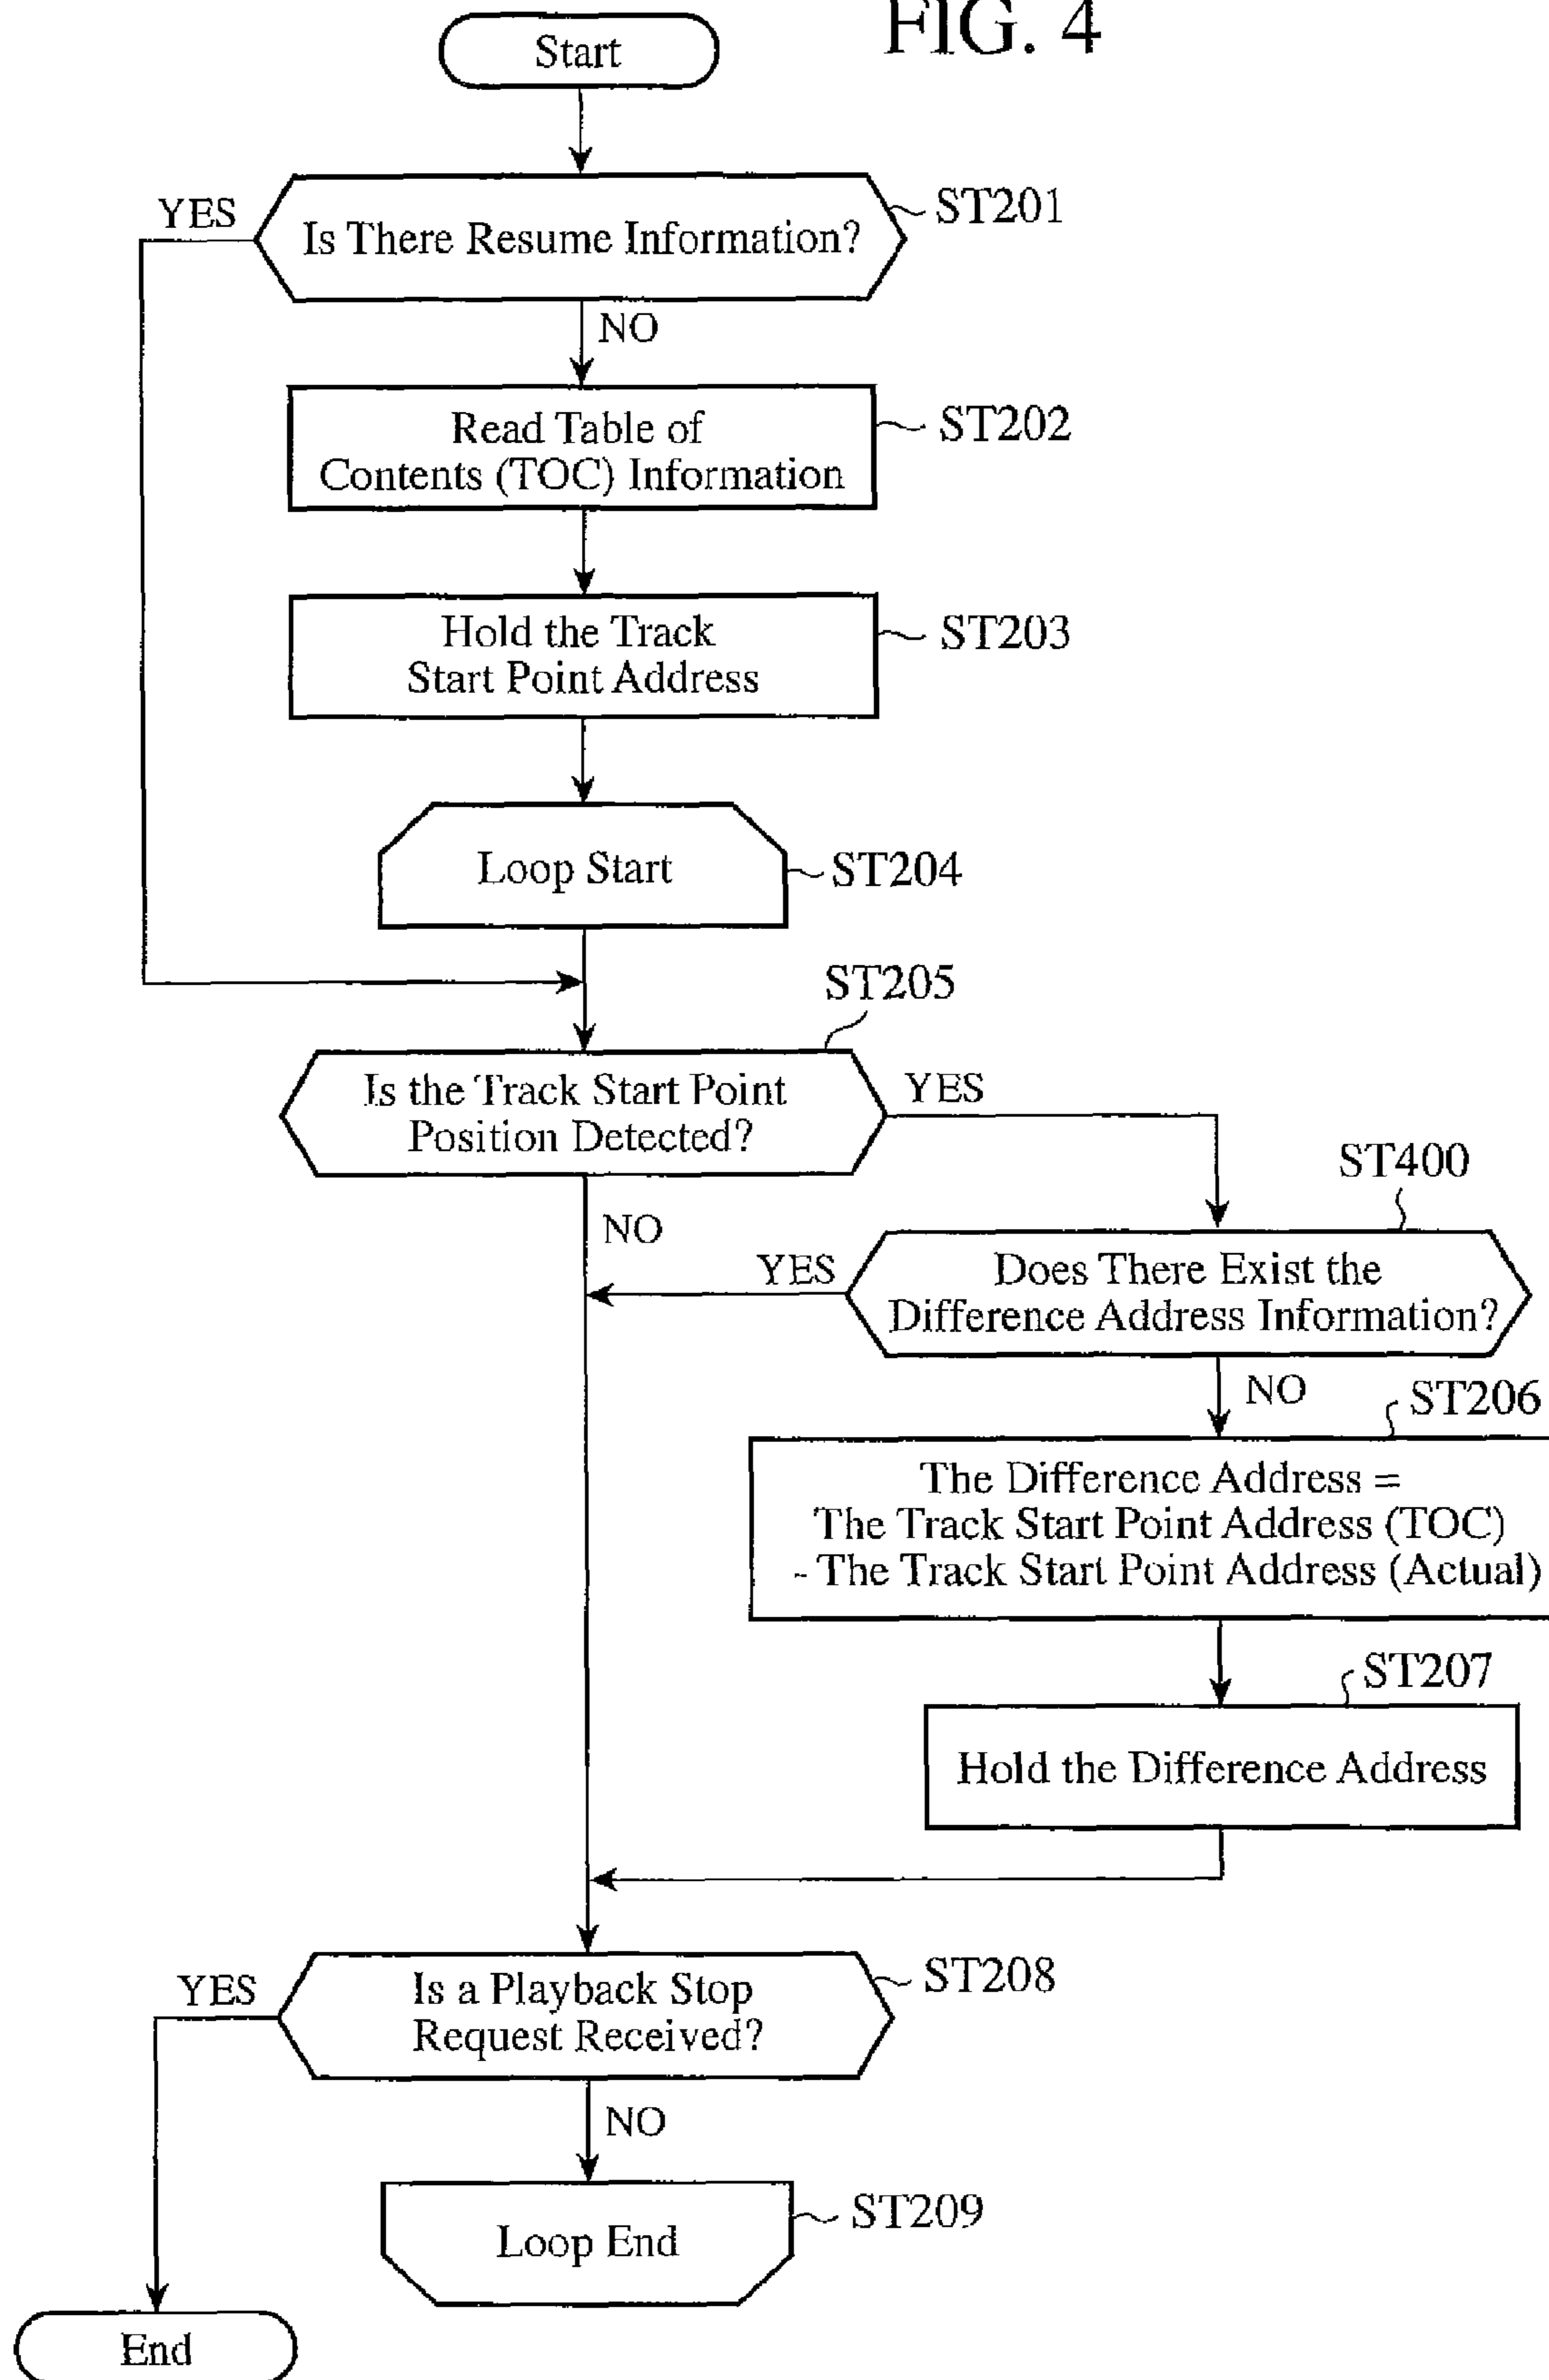 FIG. 4
Start
YES
Is There Resume Information?
ST201
NO
Read Table of
Contents (TOC) Information
ST202
Hold the Track
Start Point Address
ST203
Loop Start
ST204
ST205
Is the Track Start Point
Position Detected?
YES
NO
ST400
YES
Does There Exist the
Difference Address Information?
NO
ST206
The Difference Address =
The Track Start Point Address (TOC)
- The Track Start Point Address (Actual)
ST207
Hold the Difference Address
YES
Is a Playback Stop
Request Received?
ST208
NO
Loop End
ST209
End